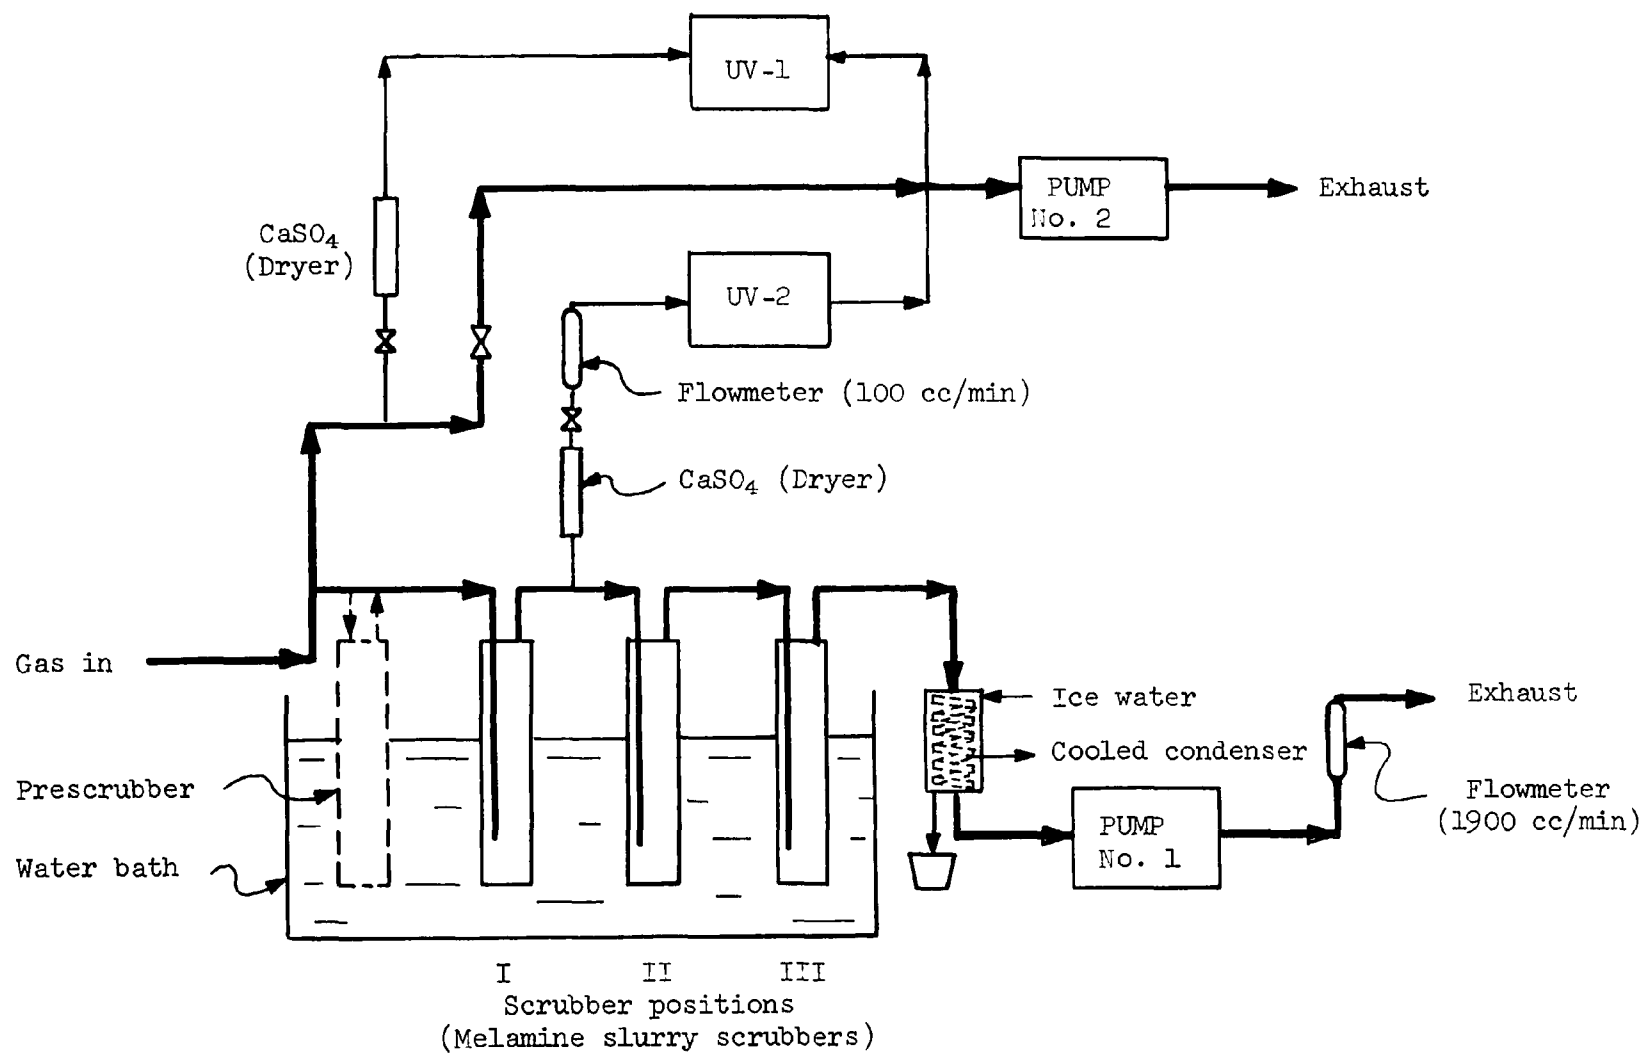 UV-1
PUMP
No. 2
Exhaust
CaSO4
(Dryer)
UV-2
Flowmeter (100 cc/min)
CaSO4 (Dryer)
Gas in
Ice water
Exhaust
Cooled condenser
Prescrubber
Flowmeter
(1900 cc/min)
PUMP
No. 1
Water bath
I II III
Scrubber positions
(Melamine slurry scrubbers)